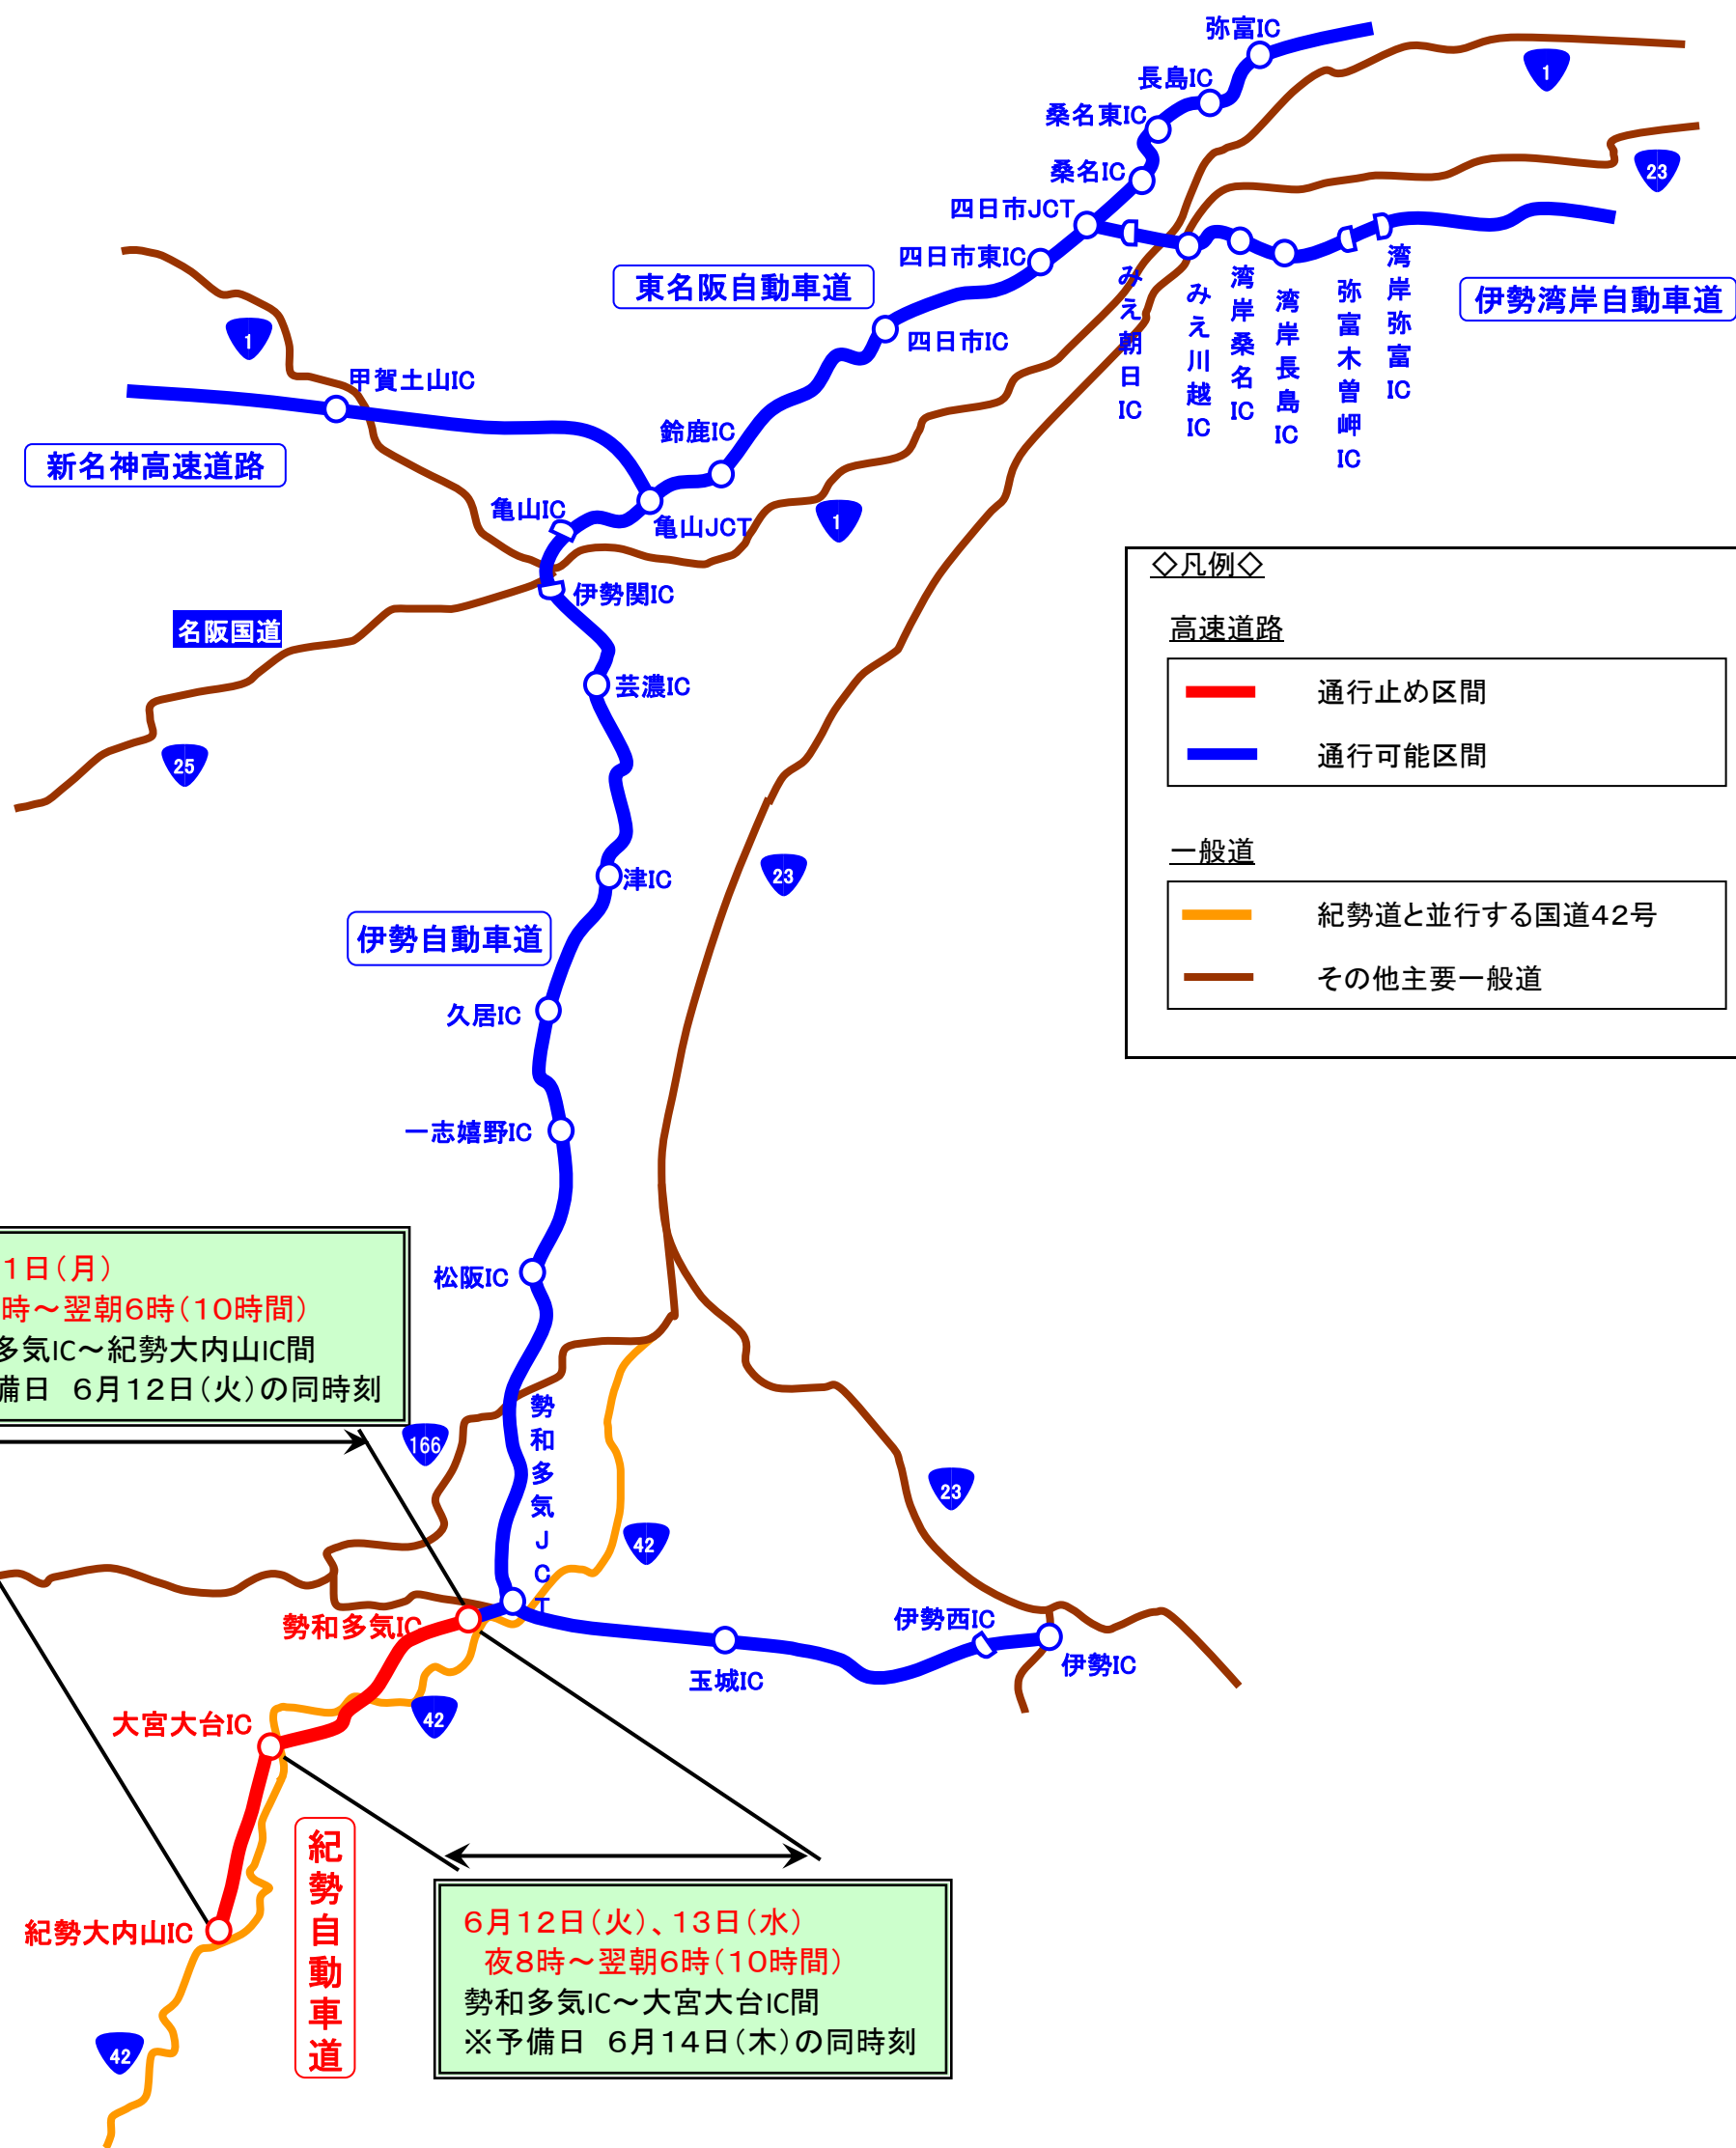 弥富IC
長島IC
桑名東IC
桑名IC
四日市JCT
四日市東IC
東名阪自動車道
四日市IC
みえ朝日IC
みえ川越IC
湾岸桑名IC
湾岸長島IC
弥富木曽岬IC
湾岸弥富IC
伊勢湾岸自動車道
1
23
1
甲賀土山IC
新名神高速道路
鈴鹿IC
亀山IC
亀山JCT
1
伊勢関IC
名阪国道
芸濃IC
25
◇凡例◇
高速道路
通行止め区間
通行可能区間
一般道
紀勢道と並行する国道42号
その他主要一般道
23
津IC
伊勢自動車道
久居IC
一志嬉野IC
松阪IC
1日(月)
時～翌朝6時(10時間)
多気IC～紀勢大内山IC間
備日 6月12日(火)の同時刻
166
勢和多気JCT
23
42
勢和多気IC
伊勢西IC
伊勢IC
玉城IC
42
大宮大台IC
紀勢自動車道
紀勢大内山IC
42
6月12日(火)、13日(水)
夜8時～翌朝6時(10時間)
勢和多気IC～大宮大台IC間
※予備日 6月14日(木)の同時刻